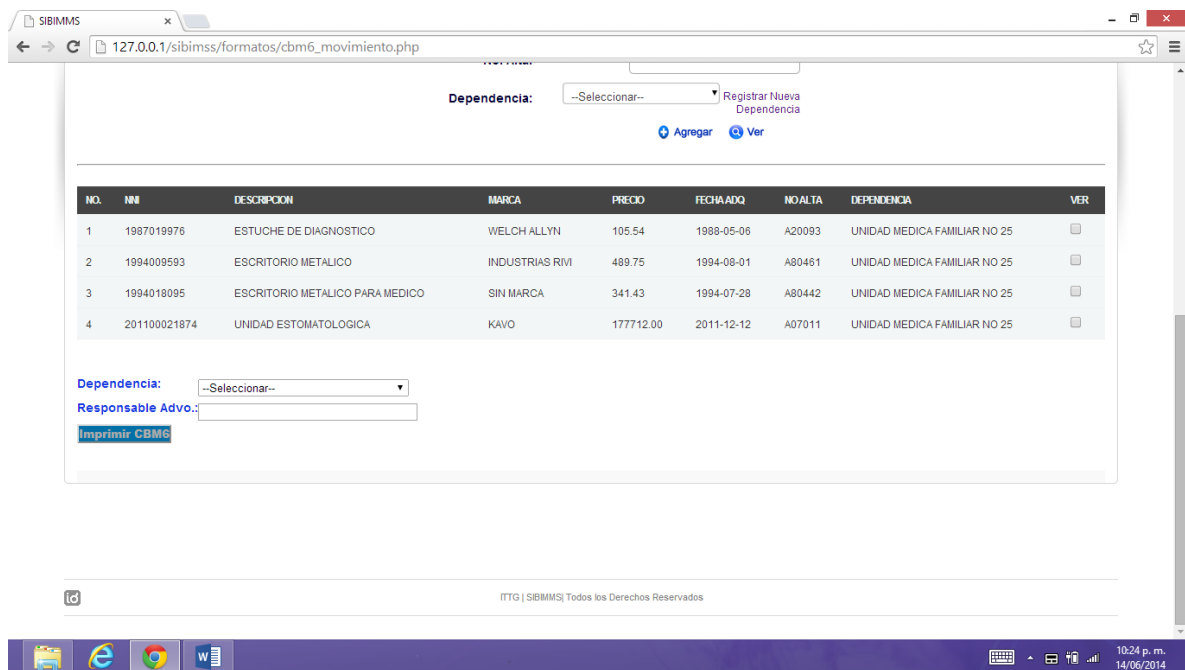 SIBIMMS
127.0.0.1/sibimss/formatos/cbm6_movimiento.php
Dependencia: --Seleccionar-- Registrar Nueva
Dependencia
Agregar Ver
NO. NNI DESCRIPCION MARCA PRECIO FECHA ADQ NO ALTA DEPENDENCIA VER
1 1987019976 ESTUCHE DE DIAGNOSTICO WELCH ALLYN 105.54 1988-05-06 A20093 UNIDAD MEDICA FAMILIAR NO 25
2 1994009593 ESCRITORIO METALICO INDUSTRIAS RIVI 489.75 1994-08-01 A80461 UNIDAD MEDICA FAMILIAR NO 25
3 1994018095 ESCRITORIO METALICO PARA MEDICO SIN MARCA 341.43 1994-07-28 A80442 UNIDAD MEDICA FAMILIAR NO 25
4 201100021874 UNIDAD ESTOMATOLOGICA KAVO 177712.00 2011-12-12 A07011 UNIDAD MEDICA FAMILIAR NO 25
Dependencia: --Seleccionar--
Responsable Advo.:
Imprimir CBM6
ITTG | SIBIMMS| Todos los Derechos Reservados
10:24 p. m.
14/06/2014